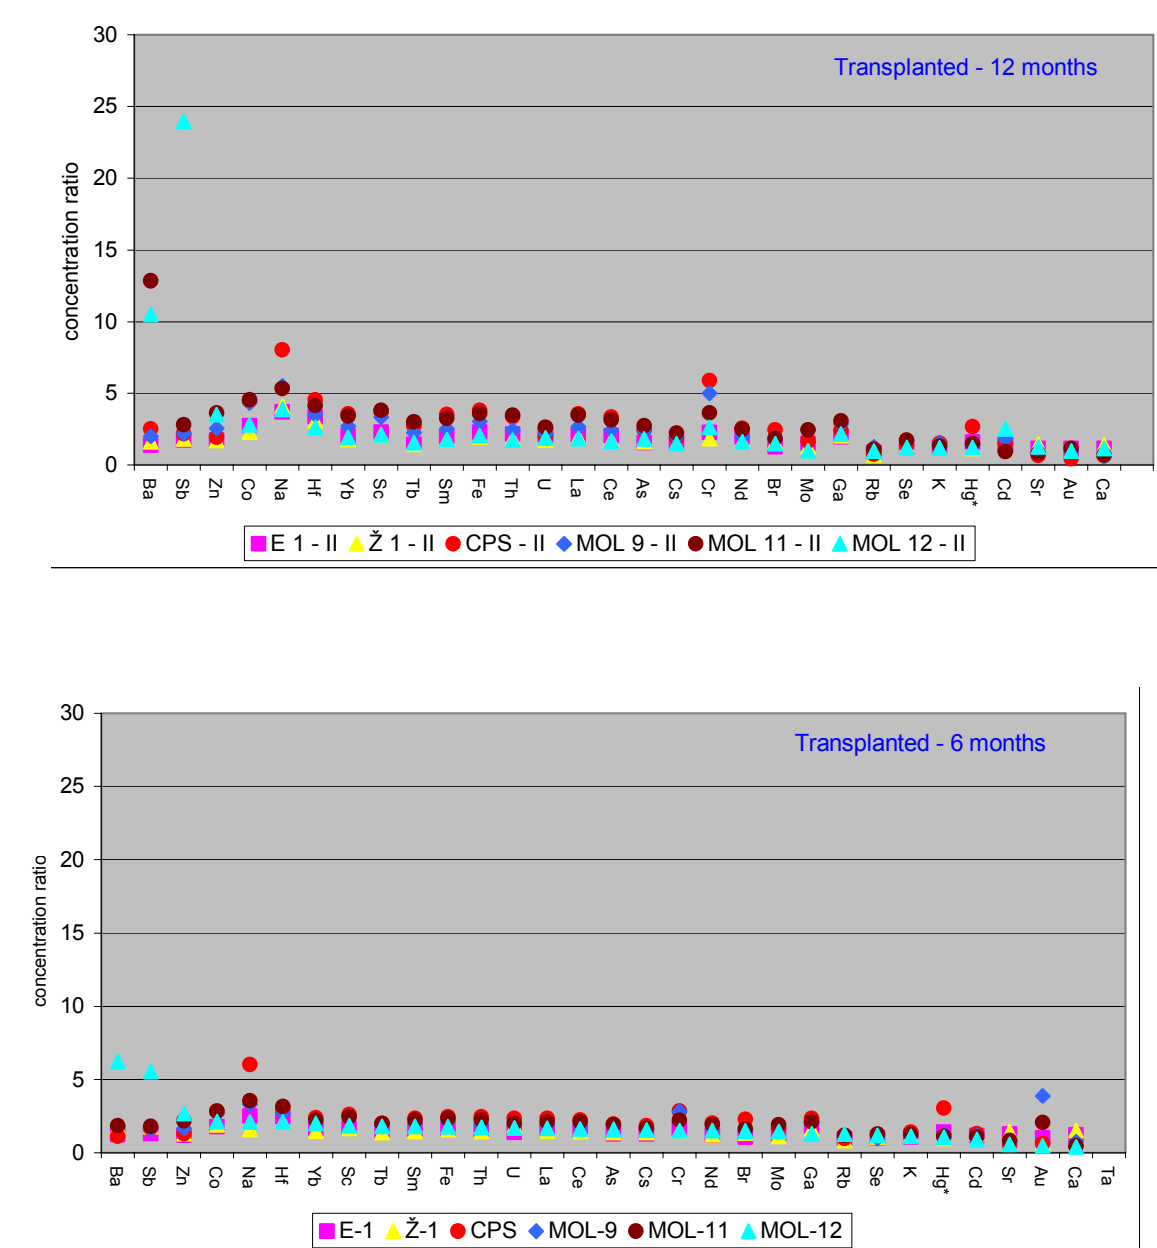 Transplanted - 12 months
concentration ratio
30
25
20
15
10
5
0
Ba Sb Zn Co Na Hf Yb Sc Tb Sm Fe Th U La Ce As Cs Cr Nd Br Mo Ga Rb Se K Hg* Cd Sr Au Ca
E 1 - II Ž 1 - II CPS - II MOL 9 - II MOL 11 - II MOL 12 - II
Transplanted - 6 months
concentration ratio
30
25
20
15
10
5
0
Ba Sb Zn Co Na Hf Yb Sc Tb Sm Fe Th U La Ce As Cs Cr Nd Br Mo Ga Rb Se K Hg* Cd Sr Au Ca Ta
E-1 Ž-1 CPS MOL-9 MOL-11 MOL-12